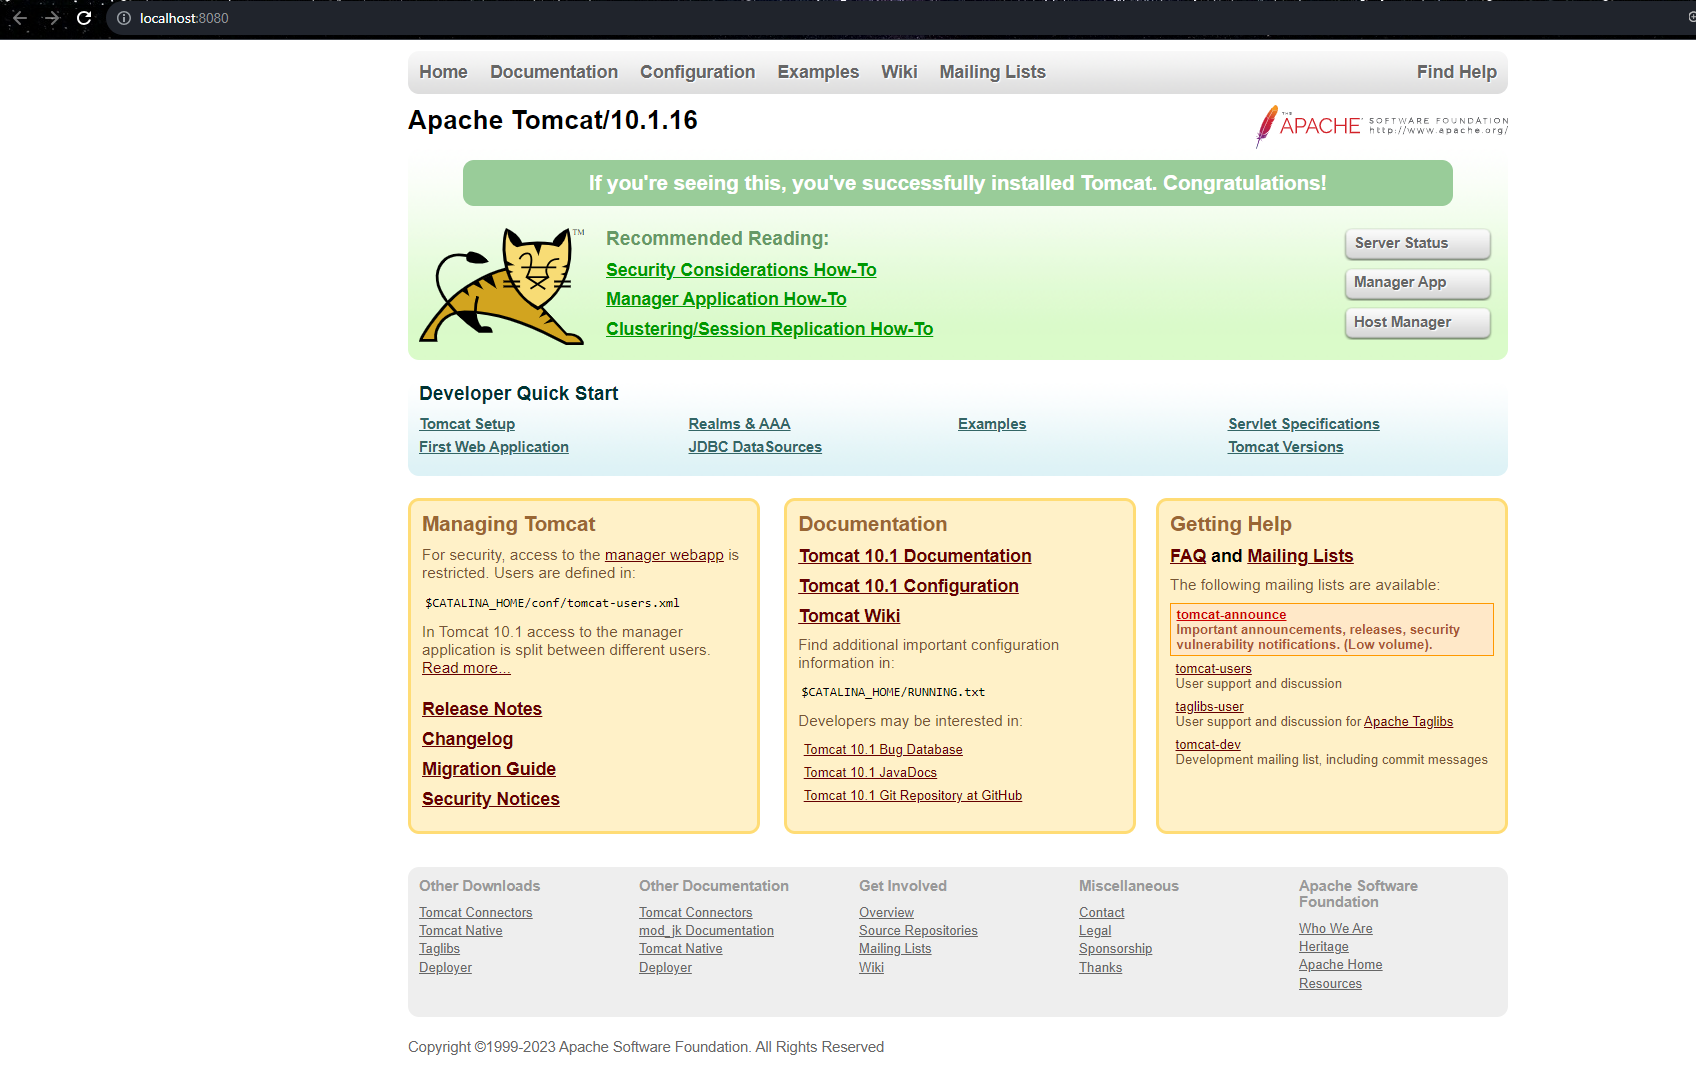 localhost:8080
Home Documentation Configuration Examples Wiki Mailing Lists Find Help
Apache Tomcat/10.1.16
THE APACHE SOFTWARE FOUNDATION
http://www.apache.org/
If you're seeing this, you've successfully installed Tomcat. Congratulations!
TM
Recommended Reading:
Security Considerations How-To
Manager Application How-To
Clustering/Session Replication How-To
Server Status
Manager App
Host Manager
Developer Quick Start
Tomcat Setup
First Web Application
Realms & AAA
JDBC DataSources
Examples
Servlet Specifications
Tomcat Versions
Managing Tomcat
For security, access to the manager webapp is
restricted. Users are defined in:
$CATALINA_HOME/conf/tomcat-users.xml
In Tomcat 10.1 access to the manager
application is split between different users.
Read more...
Release Notes
Changelog
Migration Guide
Security Notices
Documentation
Tomcat 10.1 Documentation
Tomcat 10.1 Configuration
Tomcat Wiki
Find additional important configuration
information in:
$CATALINA_HOME/RUNNING.txt
Developers may be interested in:
Tomcat 10.1 Bug Database
Tomcat 10.1 JavaDocs
Tomcat 10.1 Git Repository at GitHub
Getting Help
FAQ and Mailing Lists
The following mailing lists are available:
tomcat-announce
Important announcements, releases, security
vulnerability notifications. (Low volume).
tomcat-users
User support and discussion
taglibs-user
User support and discussion for Apache Taglibs
tomcat-dev
Development mailing list, including commit messages
Other Downloads
Tomcat Connectors
Tomcat Native
Taglibs
Deployer
Other Documentation
Tomcat Connectors
mod_jk Documentation
Tomcat Native
Deployer
Get Involved
Overview
Source Repositories
Mailing Lists
Wiki
Miscellaneous
Contact
Legal
Sponsorship
Thanks
Apache Software
Foundation
Who We Are
Heritage
Apache Home
Resources
Copyright ©1999-2023 Apache Software Foundation. All Rights Reserved